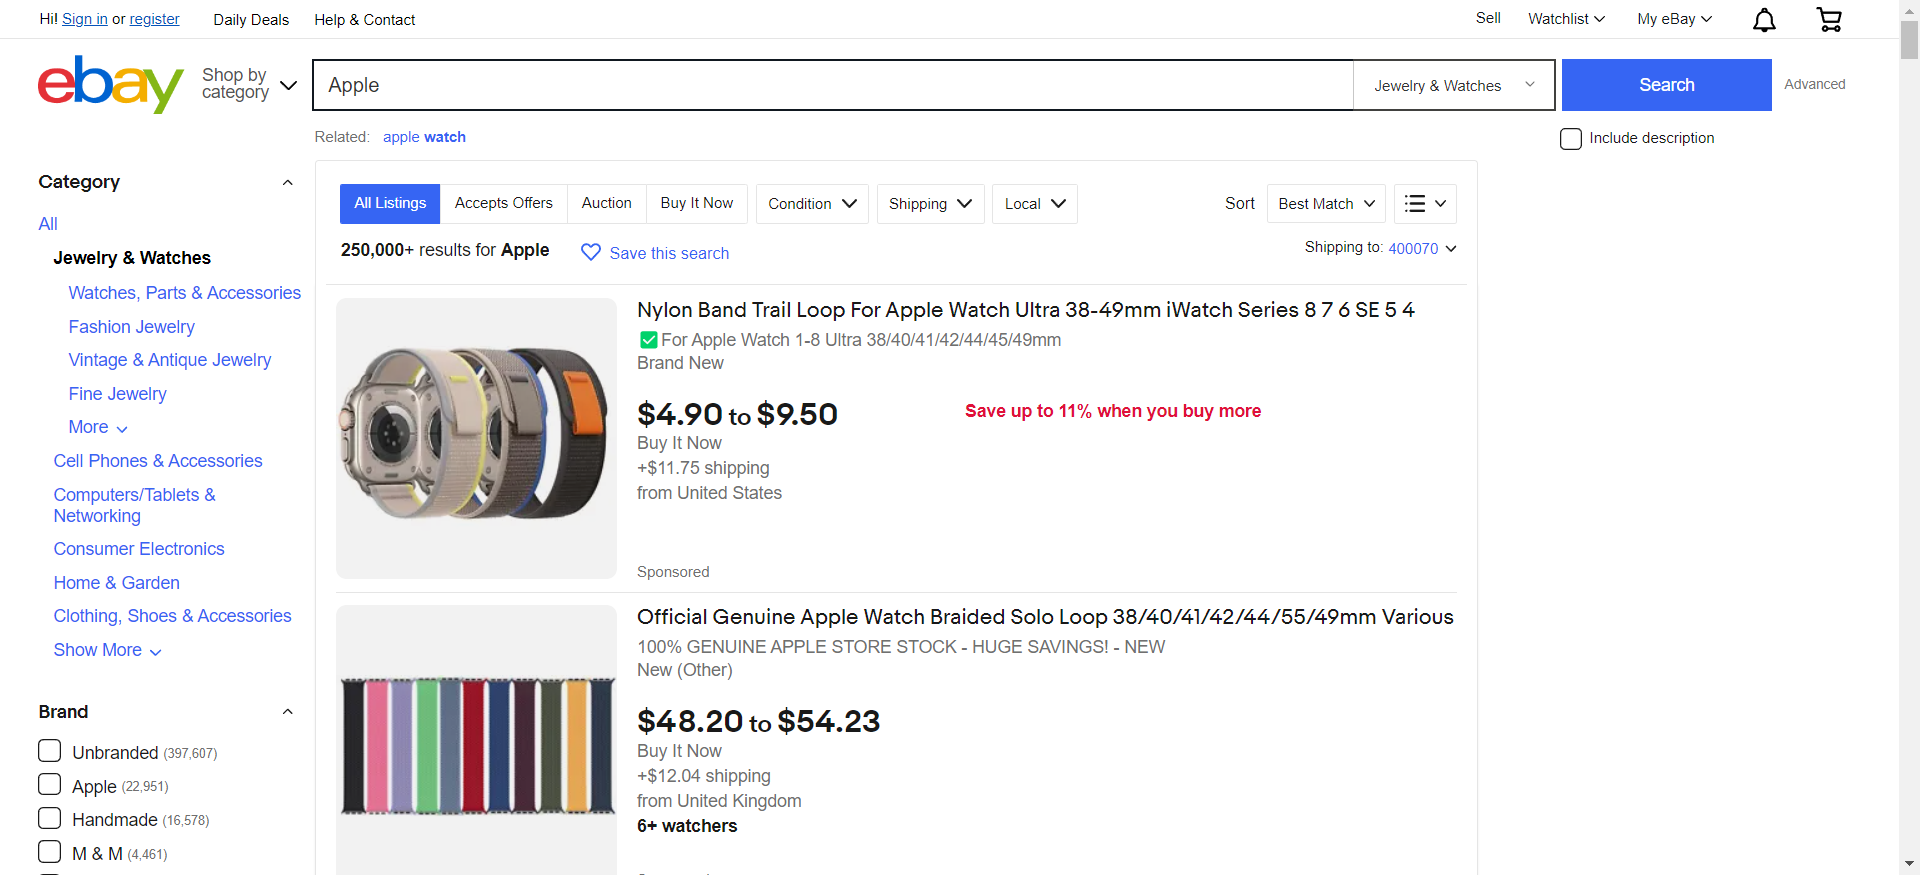 Hi! Sign in or register
Daily Deals
Help & Contact
Sell
Watchlist
My eBay
ebay
Shop by category
Apple
Jewelry & Watches
Search
Advanced
Related: apple watch
Include description
Category
All
Jewelry & Watches
Watches, Parts & Accessories
Fashion Jewelry
Vintage & Antique Jewelry
Fine Jewelry
More
Cell Phones & Accessories
Computers/Tablets &
Networking
Consumer Electronics
Home & Garden
Clothing, Shoes & Accessories
Show More
Brand
Unbranded (397,607)
Apple (22,951)
Handmade (16,578)
M & M (4,461)
All Listings
Accepts Offers
Auction
Buy It Now
Condition
Shipping
Local
Sort
Best Match
250,000+ results for Apple
Save this search
Shipping to: 400070
Nylon Band Trail Loop For Apple Watch Ultra 38-49mm iWatch Series 8 7 6 SE 5 4
✅For Apple Watch 1-8 Ultra 38/40/41/42/44/45/49mm
Brand New
$4.90 to $9.50
Save up to 11% when you buy more
Buy It Now
+$11.75 shipping
from United States
Sponsored
Official Genuine Apple Watch Braided Solo Loop 38/40/41/42/44/55/49mm Various
100% GENUINE APPLE STORE STOCK - HUGE SAVINGS! - NEW
New (Other)
$48.20 to $54.23
Buy It Now
+$12.04 shipping
from United Kingdom
6+ watchers